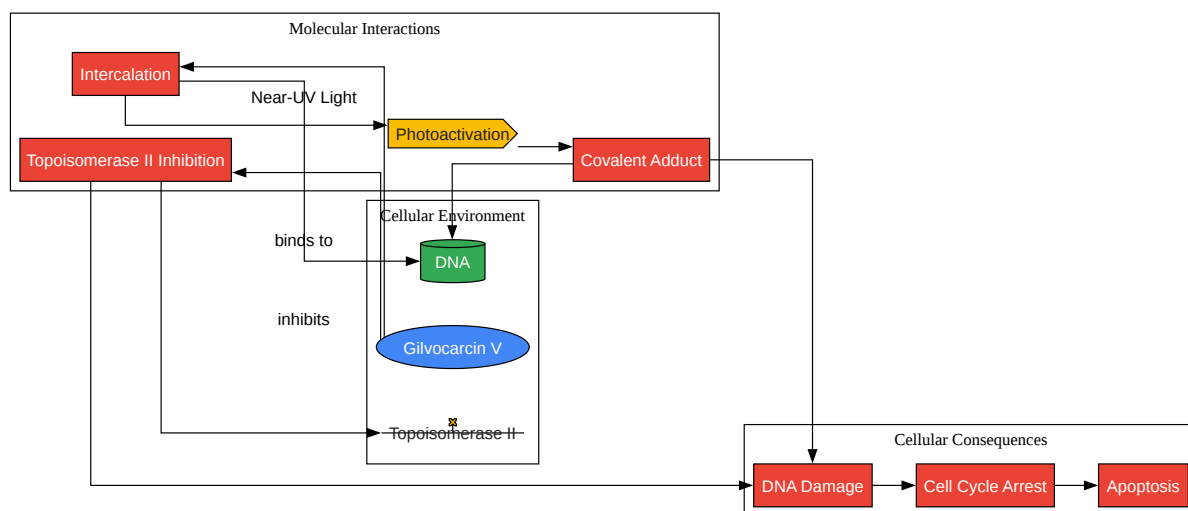 Molecular Interactions
Intercalation
Near-UV Light
Photoactivation
Topoisomerase II Inhibition
Covalent Adduct
Cellular Environment
binds to
DNA
inhibits
Gilvocarcin V
Topoisomerase II
Cellular Consequences
DNA Damage
Cell Cycle Arrest
Apoptosis